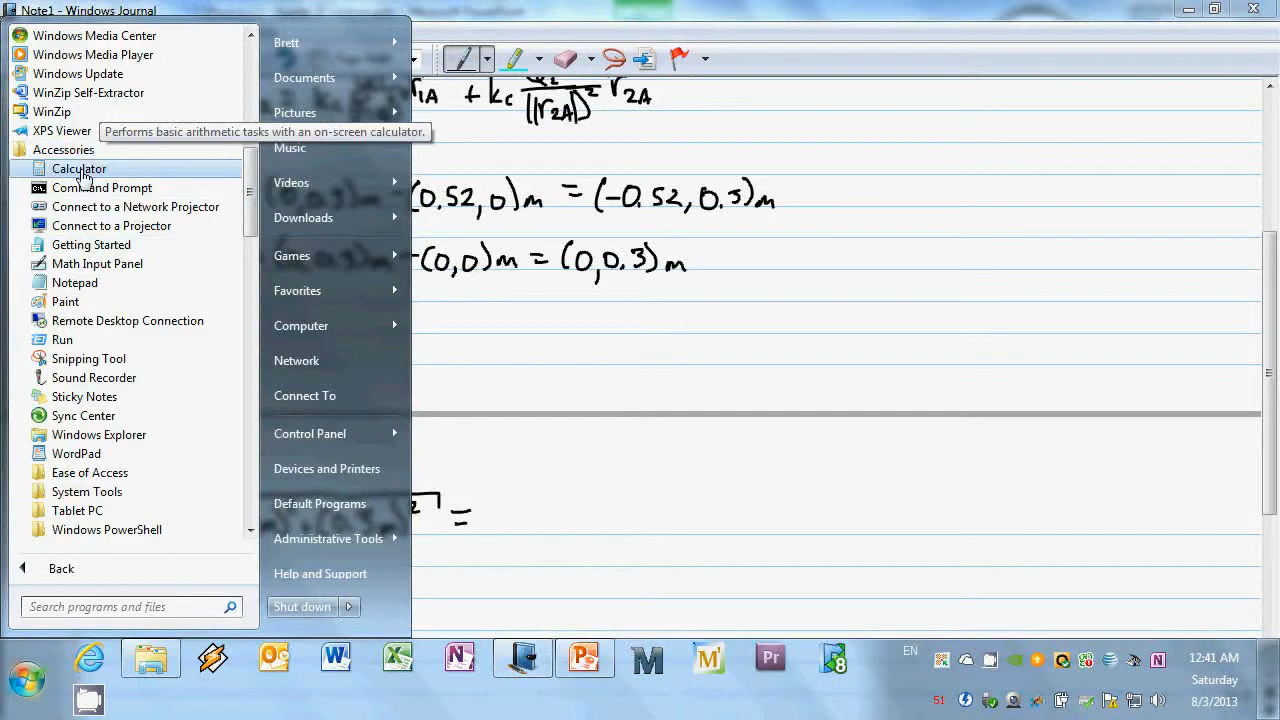 Note1 - Windows Journal
Windows Media Center
Windows Media Player
Windows Update
WinZip Self-Extractor
WinZip
XPS Viewer
Performs basic arithmetic tasks with an on-screen calculator.
Accessories
Calculator
Command Prompt
Connect to a Network Projector
Connect to a Projector
Getting Started
Math Input Panel
Notepad
Paint
Remote Desktop Connection
Run
Snipping Tool
Sound Recorder
Sticky Notes
Sync Center
Windows Explorer
WordPad
Ease of Access
System Tools
Tablet PC
Windows PowerShell
Back
Search programs and files
Brett
Documents
Pictures
Music
Videos
Downloads
Games
Favorites
Computer
Network
Connect To
Control Panel
Devices and Printers
Default Programs
Administrative Tools
Help and Support
Shut down
r1A + kc / (|r2A|)² r2A
(0.52, 0)m = (-0.52, 0.3)m
-(0,0)m = (0,0.3)m
=
EN
12:41 AM
Saturday
8/3/2013
51